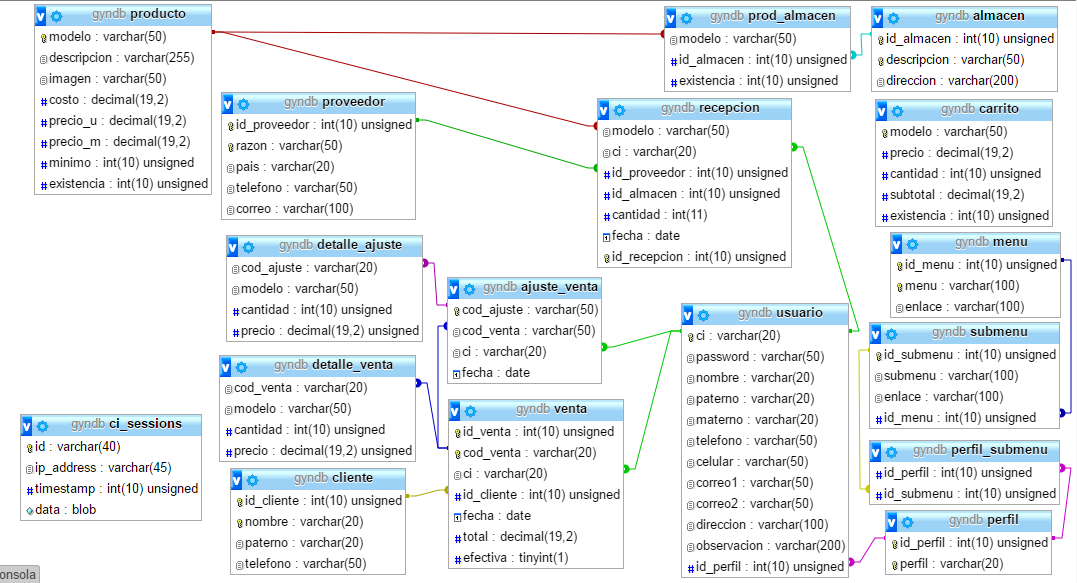 gyndb producto
modelo : varchar(50)
descripcion : varchar(255)
imagen : varchar(50)
costo : decimal(19,2)
precio_u : decimal(19,2)
precio_m : decimal(19,2)
minimo : int(10) unsigned
existencia : int(10) unsigned
gyndb proveedor
id_proveedor : int(10) unsigned
razon : varchar(50)
pais : varchar(20)
telefono : varchar(50)
correo : varchar(100)
gyndb prod_almacen
modelo : varchar(50)
id_almacen : int(10) unsigned
existencia : int(10) unsigned
gyndb almacen
id_almacen : int(10) unsigned
descripcion : varchar(50)
direccion : varchar(200)
gyndb recepcion
modelo : varchar(50)
ci : varchar(20)
id_proveedor : int(10) unsigned
id_almacen : int(10) unsigned
cantidad : int(11)
fecha : date
id_recepcion : int(10) unsigned
gyndb carrito
modelo : varchar(50)
precio : decimal(19,2)
cantidad : int(10) unsigned
subtotal : decimal(19,2)
existencia : int(10) unsigned
gyndb detalle_ajuste
cod_ajuste : varchar(20)
modelo : varchar(50)
cantidad : int(10) unsigned
precio : decimal(19,2) unsigned
gyndb ajuste_venta
cod_ajuste : varchar(50)
cod_venta : varchar(50)
ci : varchar(20)
fecha : date
gyndb menu
id_menu : int(10) unsigned
menu : varchar(100)
enlace : varchar(100)
gyndb usuario
ci : varchar(20)
password : varchar(50)
nombre : varchar(20)
paterno : varchar(20)
materno : varchar(20)
telefono : varchar(50)
celular : varchar(50)
correo1 : varchar(50)
correo2 : varchar(50)
direccion : varchar(100)
observacion : varchar(200)
id_perfil : int(10) unsigned
gyndb submenu
id_submenu : int(10) unsigned
submenu : varchar(100)
enlace : varchar(100)
id_menu : int(10) unsigned
gyndb detalle_venta
cod_venta : varchar(20)
modelo : varchar(50)
cantidad : int(10) unsigned
precio : decimal(19,2) unsigned
gyndb venta
id_venta : int(10) unsigned
cod_venta : varchar(20)
ci : varchar(20)
id_cliente : int(10) unsigned
fecha : date
total : decimal(19,2)
efectiva : tinyint(1)
gyndb ci_sessions
id : varchar(40)
ip_address : varchar(45)
timestamp : int(10) unsigned
data : blob
gyndb cliente
id_cliente : int(10) unsigned
nombre : varchar(20)
paterno : varchar(20)
telefono : varchar(50)
gyndb perfil_submenu
id_perfil : int(10) unsigned
id_submenu : int(10) unsigned
gyndb perfil
id_perfil : int(10) unsigned
perfil : varchar(20)
onsola